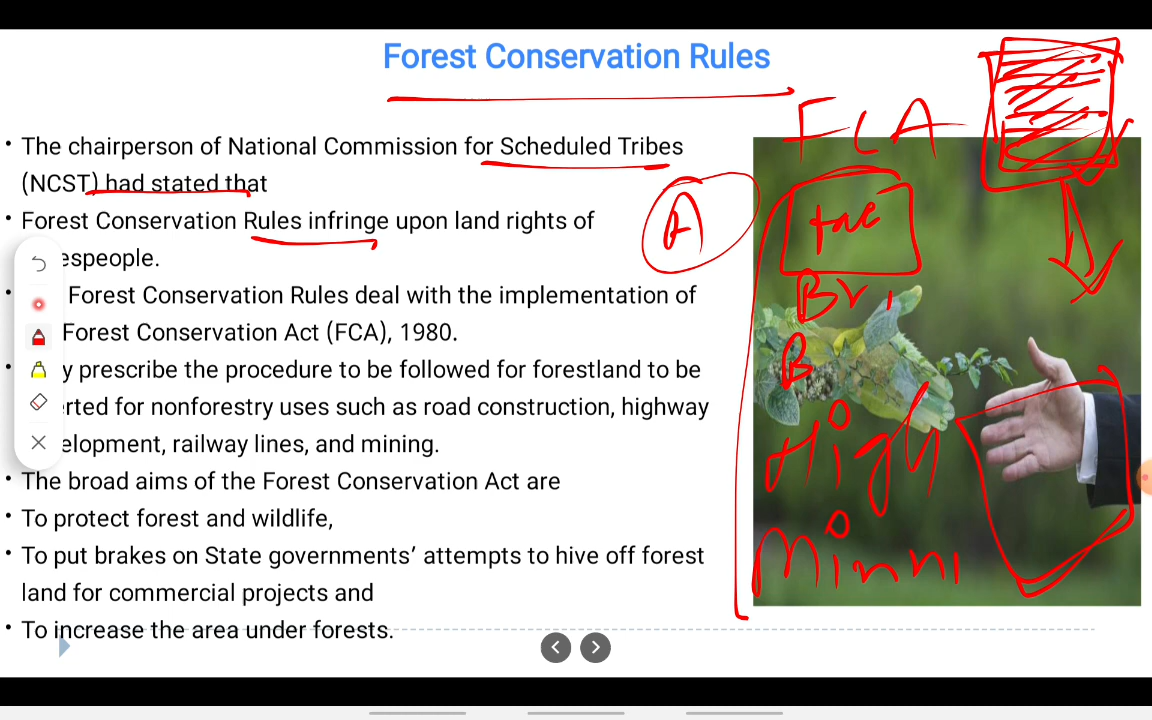 Forest Conservation Rules
• The chairperson of National Commission for Scheduled Tribes
(NCST) had stated that
• Forest Conservation Rules infringe upon land rights of
espeople.
• Forest Conservation Rules deal with the implementation of
Forest Conservation Act (FCA), 1980.
• y prescribe the procedure to be followed for forestland to be
erted for nonforestry uses such as road construction, highway
elopment, railway lines, and mining.
• The broad aims of the Forest Conservation Act are
• To protect forest and wildlife,
• To put brakes on State governments’ attempts to hive off forest
land for commercial projects and
• To increase the area under forests.
FCA
A
Bri
B
High
Minni